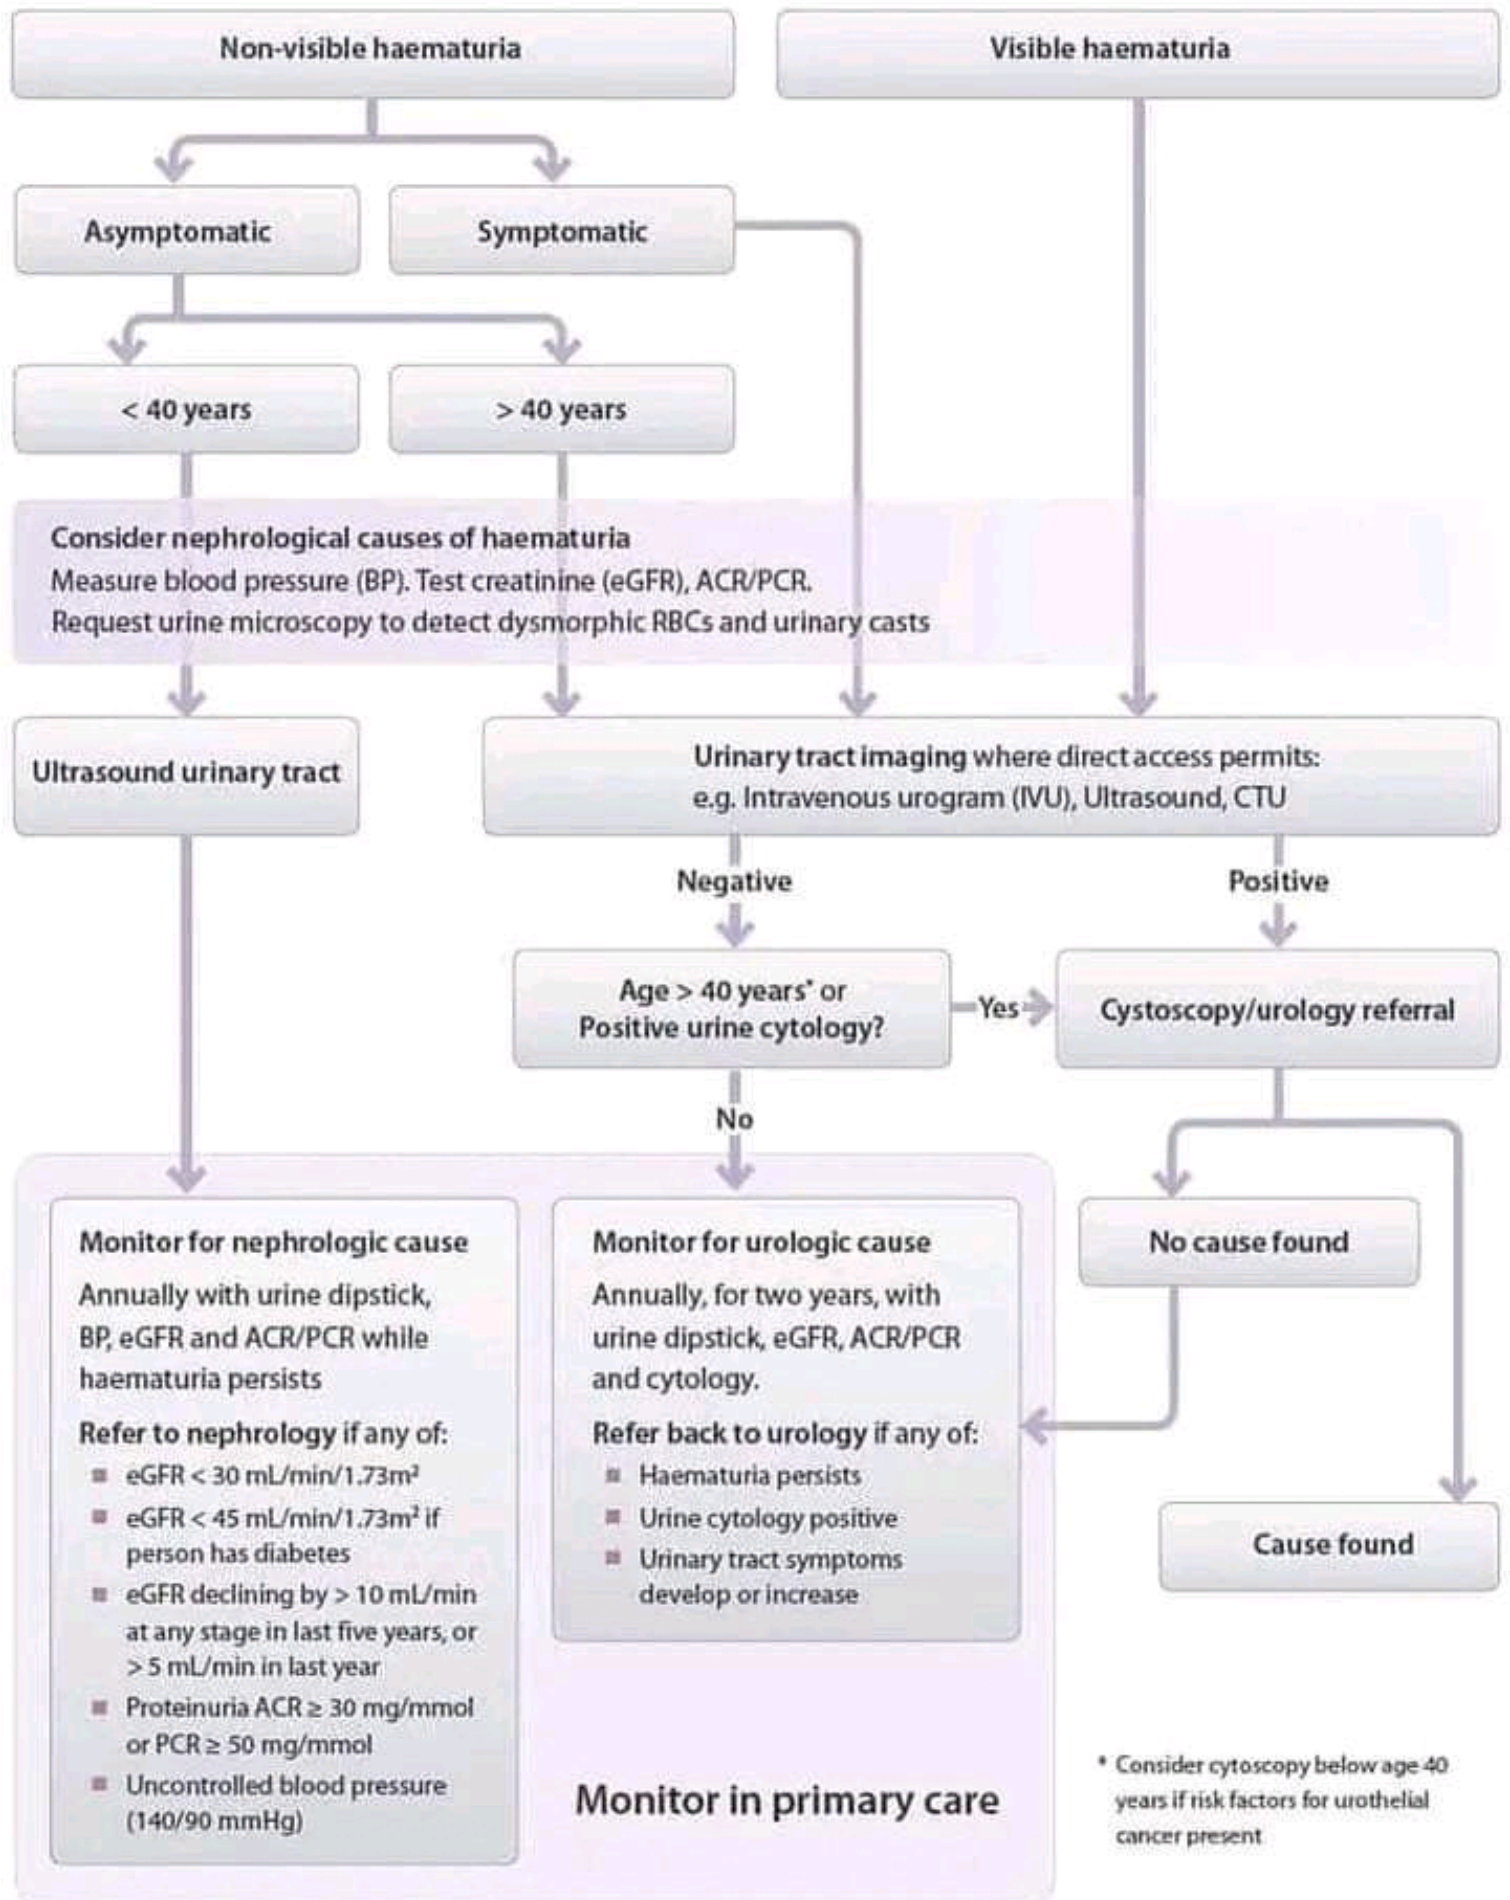 Non-visible haematuria
Visible haematuria
Asymptomatic
Symptomatic
< 40 years
> 40 years
Consider nephrological causes of haematuria
Measure blood pressure (BP). Test creatinine (eGFR), ACR/PCR.
Request urine microscopy to detect dysmorphic RBCs and urinary casts
Ultrasound urinary tract
Urinary tract imaging where direct access permits:
e.g. Intravenous urogram (IVU), Ultrasound, CTU
Negative
Positive
Age > 40 years* or
Positive urine cytology?
Yes
Cystoscopy/urology referral
No
Monitor for nephrologic cause
Annually with urine dipstick,
BP, eGFR and ACR/PCR while
haematuria persists
Refer to nephrology if any of:
■ eGFR < 30 mL/min/1.73m²
■ eGFR < 45 mL/min/1.73m² if
person has diabetes
■ eGFR declining by > 10 mL/min
at any stage in last five years, or
> 5 mL/min in last year
■ Proteinuria ACR ≥ 30 mg/mmol
or PCR ≥ 50 mg/mmol
■ Uncontrolled blood pressure
(140/90 mmHg)
Monitor for urologic cause
Annually, for two years, with
urine dipstick, eGFR, ACR/PCR
and cytology.
Refer back to urology if any of:
■ Haematuria persists
■ Urine cytology positive
■ Urinary tract symptoms
develop or increase
No cause found
Cause found
Monitor in primary care
* Consider cytoscopy below age 40
years if risk factors for urothelial
cancer present